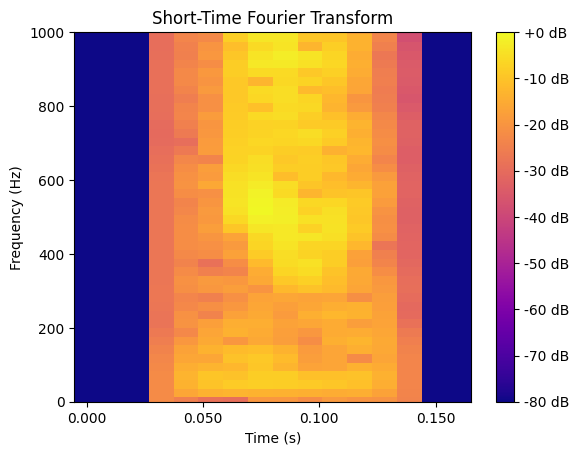 Short-Time Fourier Transform
1000
800
600
400
200
0
Frequency (Hz)
0.000
0.050
0.100
0.150
Time (s)
+0 dB
-10 dB
-20 dB
-30 dB
-40 dB
-50 dB
-60 dB
-70 dB
-80 dB